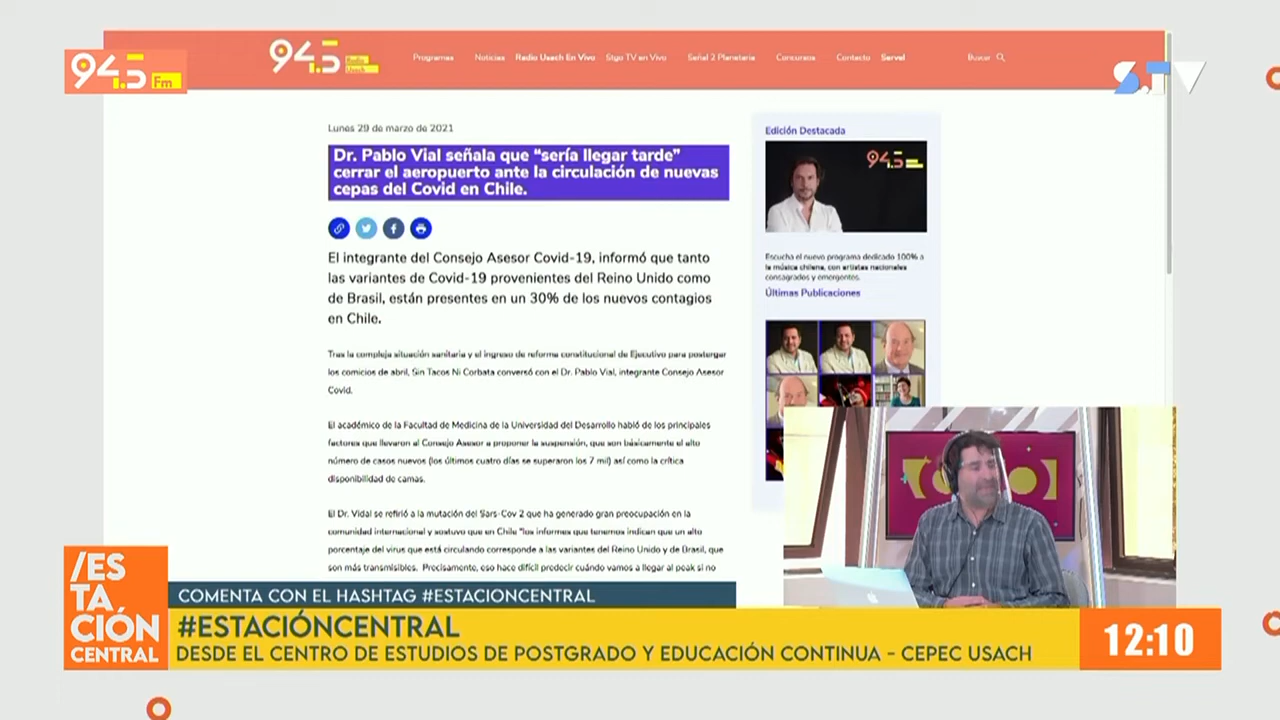 94.5 Fm
94.5 Radio Usach
Programas Noticias Radio Usach En Vivo Stgo TV en Vivo Señal 2 Planetaria Concursos Contacto Servel Buscar
S.TV
Lunes 29 de marzo de 2021
Dr. Pablo Vial señala que “sería llegar tarde”
cerrar el aeropuerto ante la circulación de nuevas
cepas del Covid en Chile.
El integrante del Consejo Asesor Covid-19, informó que tanto
las variantes de Covid-19 provenientes del Reino Unido como
de Brasil, están presentes en un 30% de los nuevos contagios
en Chile.
Tras la compleja situación sanitaria y el ingreso de reforma constitucional de Ejecutivo para postergar
los comicios de abril, Sin Tacos Ni Corbata conversó con el Dr. Pablo Vial, integrante Consejo Asesor
Covid.
El académico de la Facultad de Medicina de la Universidad del Desarrollo habló de los principales
factores que llevaron al Consejo Asesor a proponer la suspensión, que son básicamente el alto
número de casos nuevos (los últimos cuatro días se superaron los 7 mil) así como la crítica
disponibilidad de camas.
El Dr. Vidal se refirió a la mutación del Sars-Cov 2 que ha generado gran preocupación en la
comunidad internacional y sostuvo que en Chile “los informes que tenemos indican que un alto
porcentaje del virus que está circulando corresponde a las variantes del Reino Unido y de Brasil, que
son más transmisibles. Precisamente, eso hace difícil predecir cuándo vamos a llegar al peak si no
Edición Destacada
94.5
Escucha el nuevo programa dedicado 100% a
la música chilena, con artistas nacionales
consagrados y emergentes.
Últimas Publicaciones
/ES
TA
CIÓN
CENTRAL
COMENTA CON EL HASHTAG #ESTACIONCENTRAL
#ESTACIÓNCENTRAL
DESDE EL CENTRO DE ESTUDIOS DE POSTGRADO Y EDUCACIÓN CONTINUA - CEPEC USACH
12:10